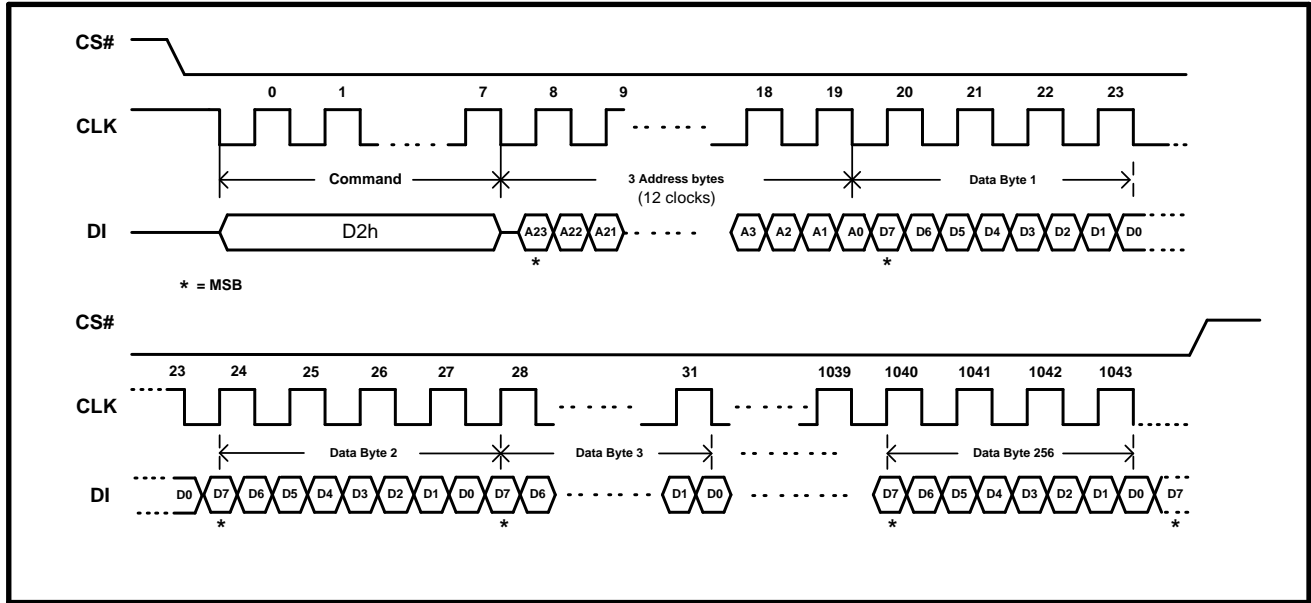 CS#
0 1 7 8 9 18 19 20 21 22 23
CLK
Command 3 Address bytes Data Byte 1
(12 clocks)
DI D2h A23 A22 A21 A3 A2 A1 A0 D7 D6 D5 D4 D3 D2 D1 D0
* *
* = MSB
CS#
23 24 25 26 27 28 31 1039 1040 1041 1042 1043
CLK
Data Byte 2 Data Byte 3 Data Byte 256
DI D0 D7 D6 D5 D4 D3 D2 D1 D0 D7 D6 D1 D0 D7 D6 D5 D4 D3 D2 D1 D0 D7
* * * *